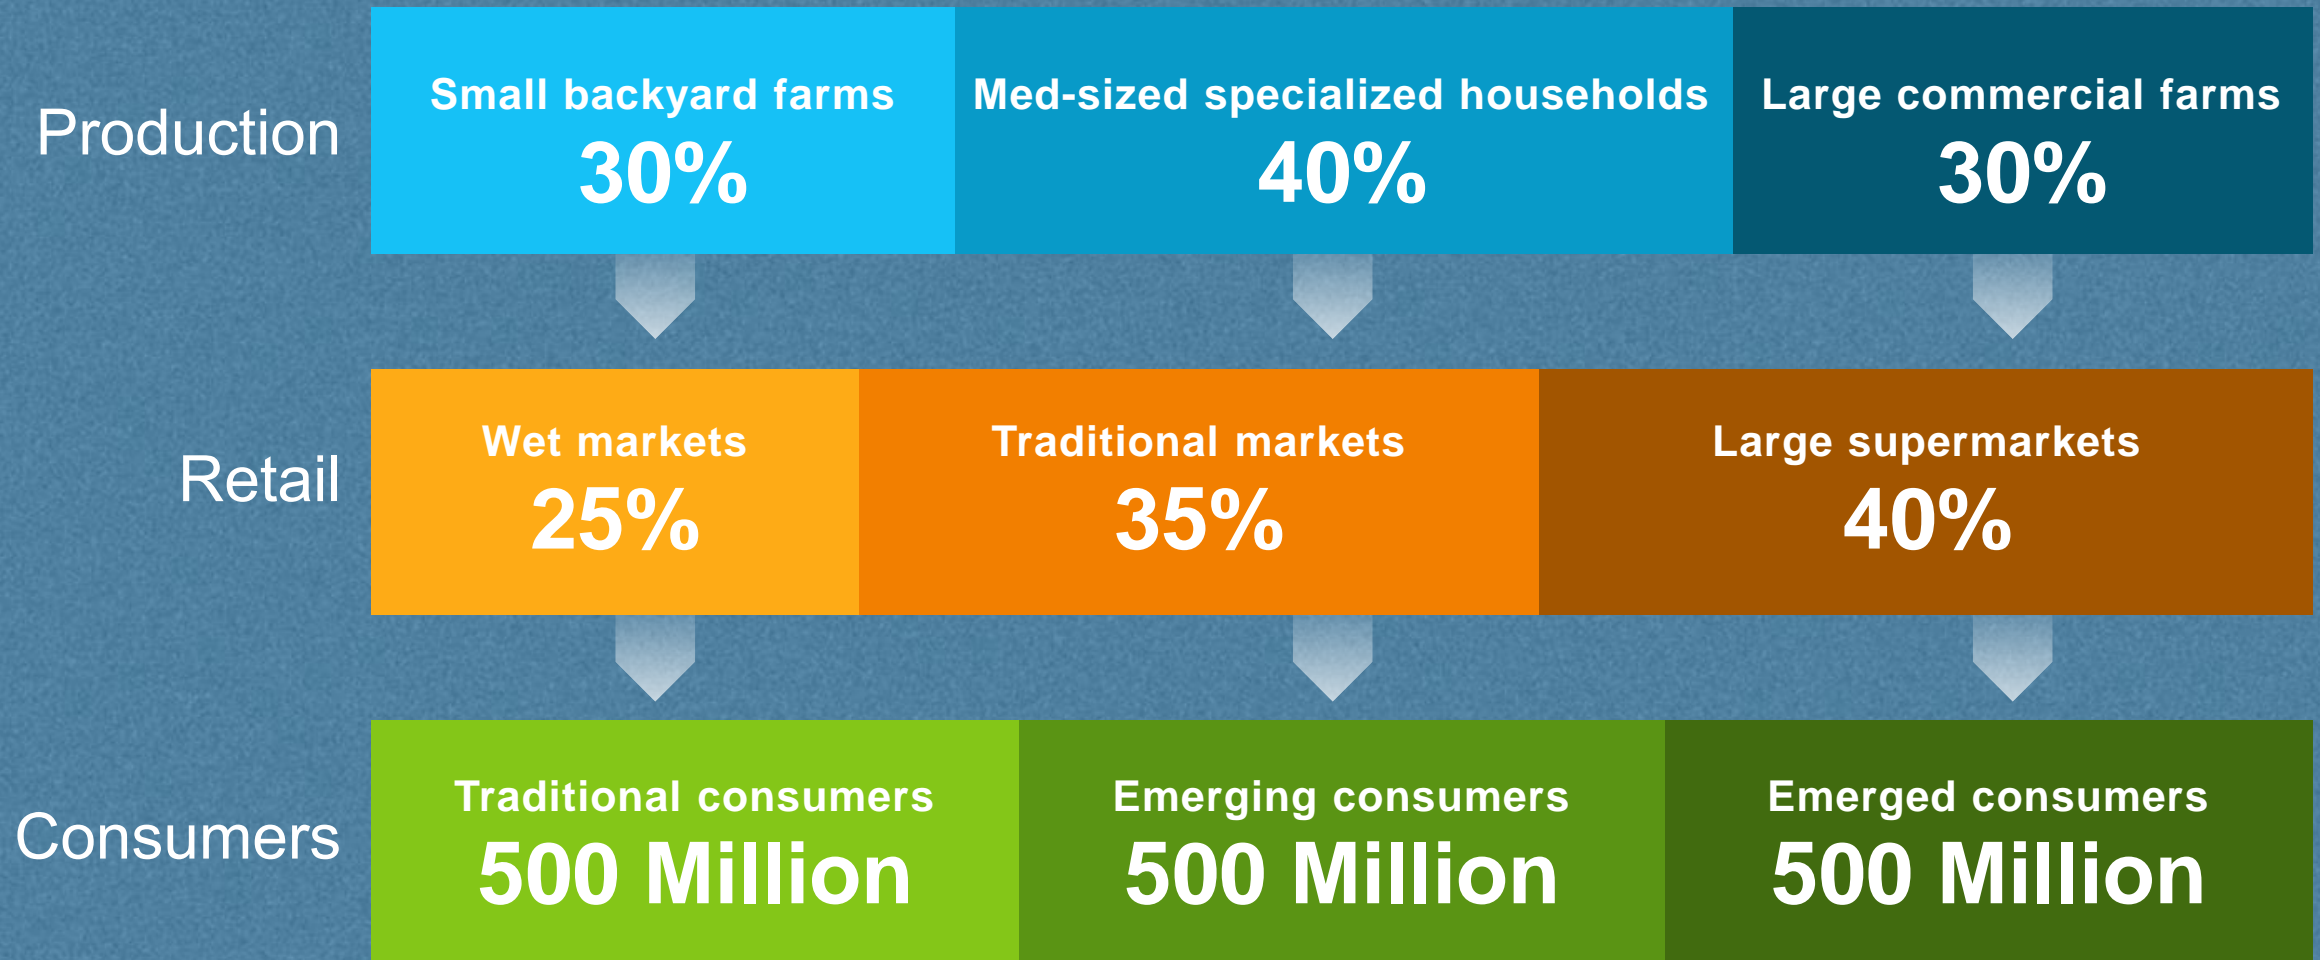 Production
Small backyard farms
30%
Med-sized specialized households
40%
Large commercial farms
30%
Retail
Wet markets
25%
Traditional markets
35%
Large supermarkets
40%
Consumers
Traditional consumers
500 Million
Emerging consumers
500 Million
Emerged consumers
500 Million